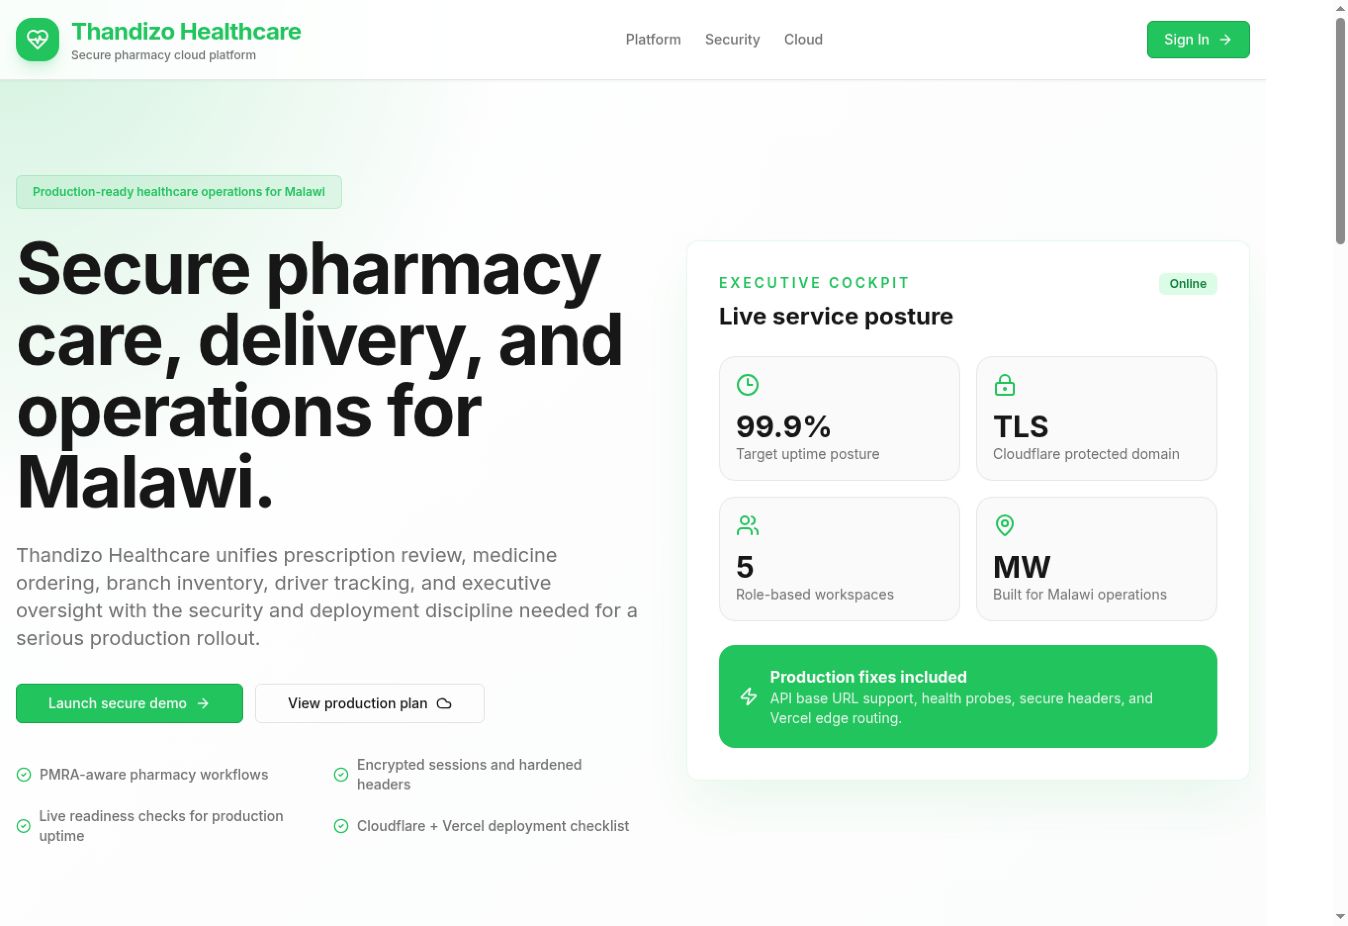 Thandizo Healthcare
Secure pharmacy cloud platform
Platform
Security
Cloud
Sign In
Production-ready healthcare operations for Malawi
Secure pharmacy
care, delivery, and
operations for
Malawi.
Thandizo Healthcare unifies prescription review, medicine
ordering, branch inventory, driver tracking, and executive
oversight with the security and deployment discipline needed for a
serious production rollout.
Launch secure demo
View production plan
PMRA-aware pharmacy workflows
Encrypted sessions and hardened
headers
Live readiness checks for production
uptime
Cloudflare + Vercel deployment checklist
EXECUTIVE COCKPIT
Online
Live service posture
99.9%
Target uptime posture
TLS
Cloudflare protected domain
5
Role-based workspaces
MW
Built for Malawi operations
Production fixes included
API base URL support, health probes, secure headers, and
Vercel edge routing.